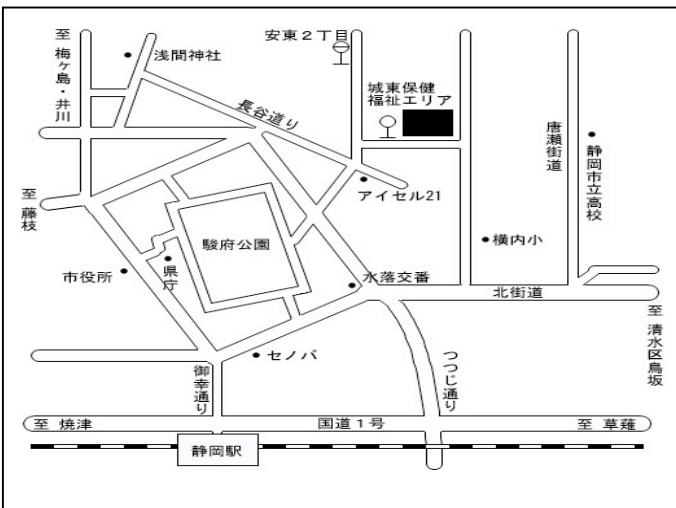 至梅ヶ島・井川
浅間神社
安東２丁目
城東保健
福祉エリア
長谷道り
唐瀬街道
静岡市立高校
至藤枝
アイセル21
駿府公園
横内小
市役所
県庁
水落交番
北街道
至清水区鳥坂
セノバ
御幸通り
つつじ通り
至 焼津
国道１号
至 草薙
静岡駅